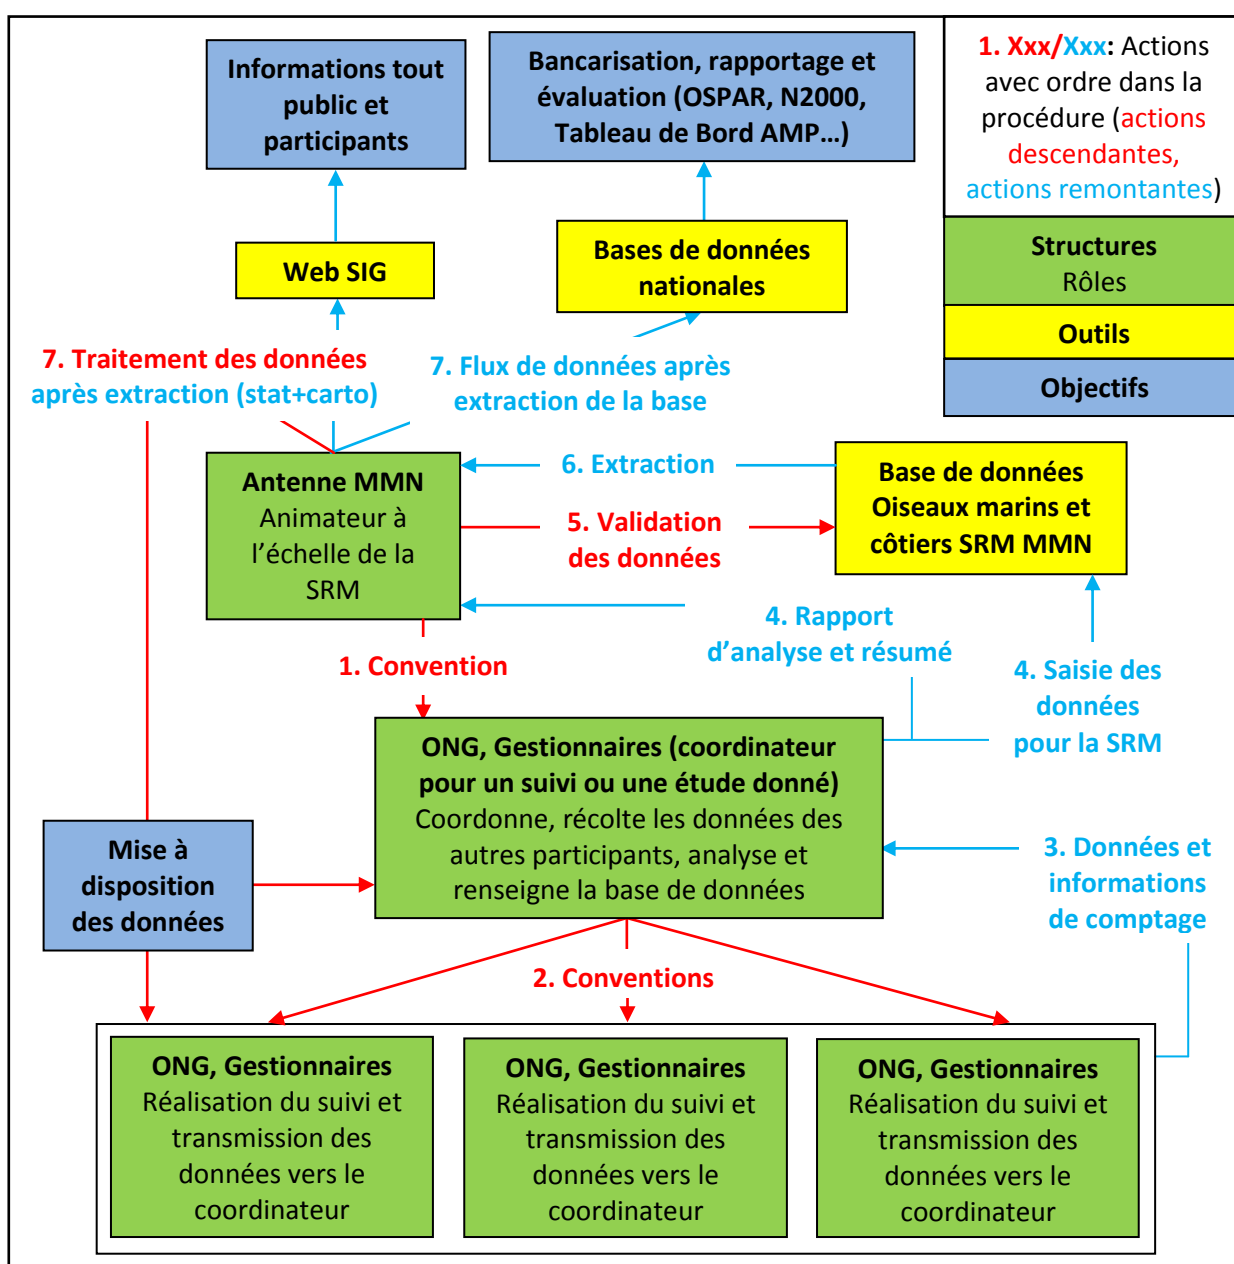 Informations tout
public et
participants
Bancarisation, rapportage et
évaluation (OSPAR, N2000,
Tableau de Bord AMP…)
1. Xxx/Xxx: Actions
avec ordre dans la
procédure (actions
descendantes,
actions remontantes)
Structures
Rôles
Outils
Objectifs
Web SIG
Bases de données
nationales
7. Traitement des données
après extraction (stat+carto)
7. Flux de données après
extraction de la base
Antenne MMN
Animateur à
l’échelle de la
SRM
6. Extraction
5. Validation
des données
Base de données
Oiseaux marins et
côtiers SRM MMN
4. Rapport
d’analyse et résumé
4. Saisie des
données
pour la SRM
1. Convention
ONG, Gestionnaires (coordinateur
pour un suivi ou une étude donné)
Coordonne, récolte les données des
autres participants, analyse et
renseigne la base de données
Mise à
disposition
des données
3. Données et
informations
de comptage
2. Conventions
ONG, Gestionnaires
Réalisation du suivi et
transmission des
données vers le
coordinateur
ONG, Gestionnaires
Réalisation du suivi et
transmission des
données vers le
coordinateur
ONG, Gestionnaires
Réalisation du suivi et
transmission des
données vers le
coordinateur